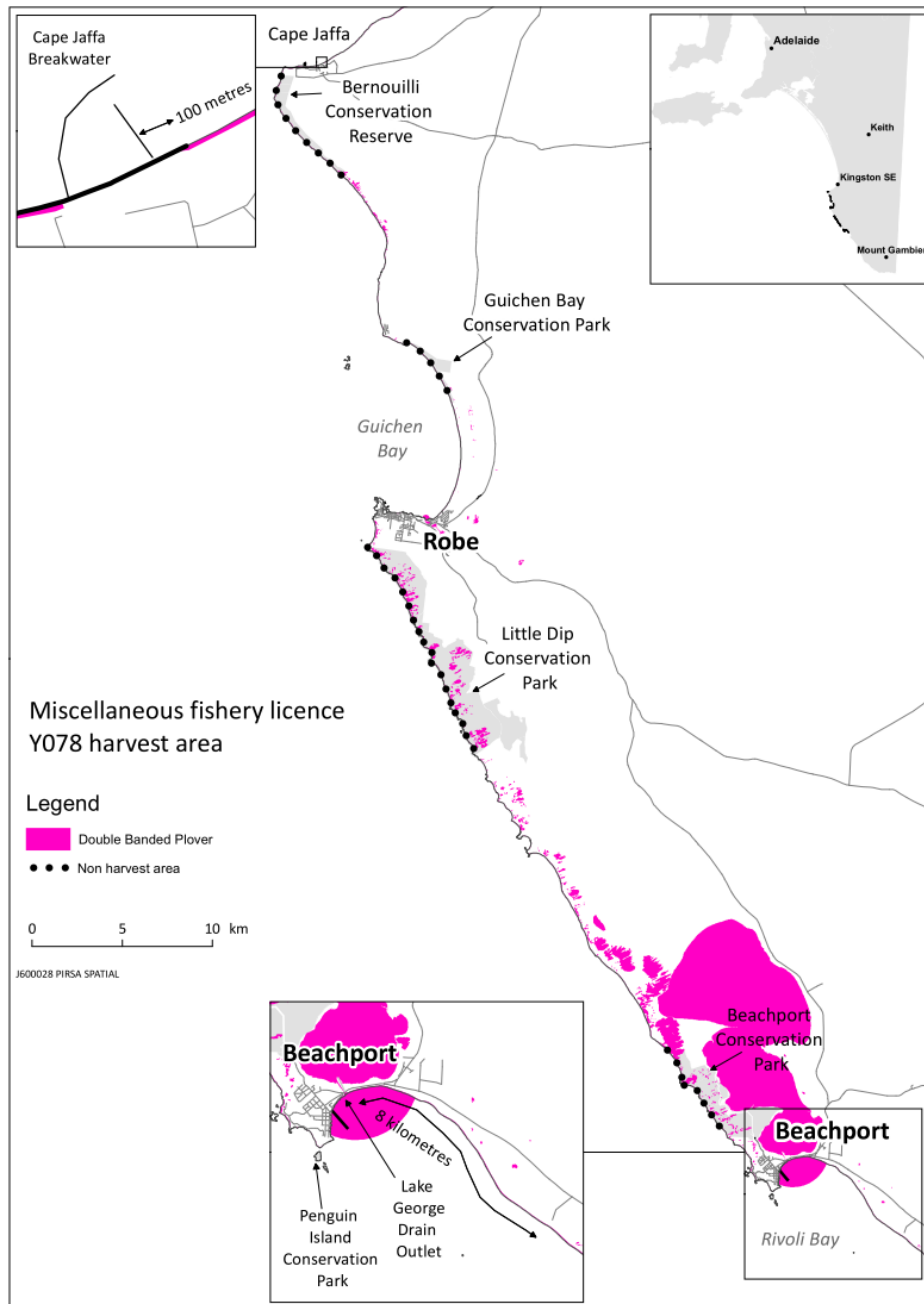 Cape Jaffa
Breakwater
100 metres
Cape Jaffa
Bernouilli
Conservation
Reserve
Adelaide
Keith
Kingston SE
Mount Gambier
Guichen Bay
Conservation Park
Guichen
Bay
Robe
Little Dip
Conservation
Park
Miscellaneous fishery licence
Y078 harvest area
Legend
Double Banded Plover
Non harvest area
0 5 10 km
J600028 PIRSA SPATIAL
Beachport
Conservation
Park
Beachport
Rivoli Bay
Beachport
8 kilometres
Lake
George
Drain
Outlet
Penguin
Island
Conservation
Park